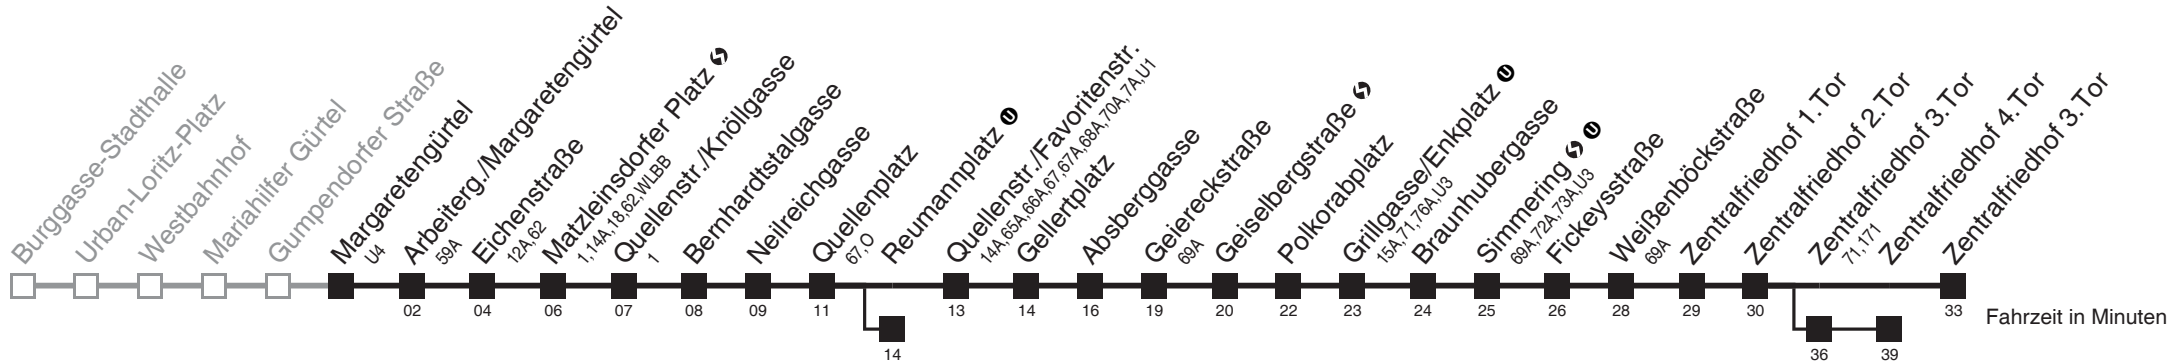 Burggasse-Stadthalle
Urban-Loritz-Platz
Westbahnhof
Mariahilfer Gürtel
Gumpendorfer Straße
Margaretengürtel
U4
Arbeiterg./Margaretengürtel
59A
Eichenstraße
12A,62
Matzleinsdorfer Platz
1,14A,18,62,WLBB
Quellenstr./Knöllgasse
1
Bernhardtstalgasse
Neilreichgasse
Quellenplatz
67,O
Reumannplatz U
Quellenstr./Favoritenstr.
14A,65A,66A,67,67A,68A,70A,7A,U1
Gellertplatz
Absberggasse
Geiereckstraße
69A
Geiselbergstraße
Polkorabplatz
Grillgasse/Enkplatz U
15A,71,76A,U3
Braunhubergasse
Simmering U
69A,72A,73A,U3
Fickeysstraße
Weißenböckstraße
69A
Zentralfriedhof 1.Tor
Zentralfriedhof 2.Tor
Zentralfriedhof 3.Tor
71,171
Zentralfriedhof 4.Tor
Zentralfriedhof 3.Tor
02 04 06 07 08 09 11 13 14 16 19 20 22 23 24 25 26 28 29 30 33
Fahrzeit in Minuten
14 36 39